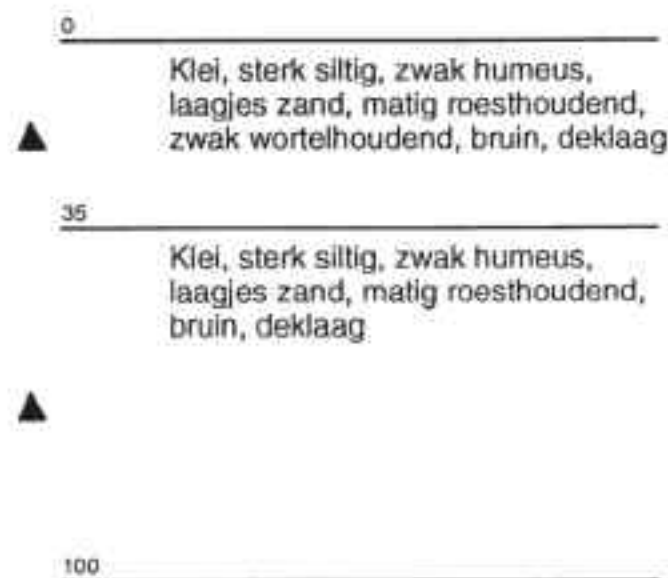 0
Klei, sterk siltig, zwak humeus,
laagjes zand, matig roesthoudend,
zwak wortelhoudend, bruin, deklaag
35
Klei, sterk siltig, zwak humeus,
laagjes zand, matig roesthoudend,
bruin, deklaag
100